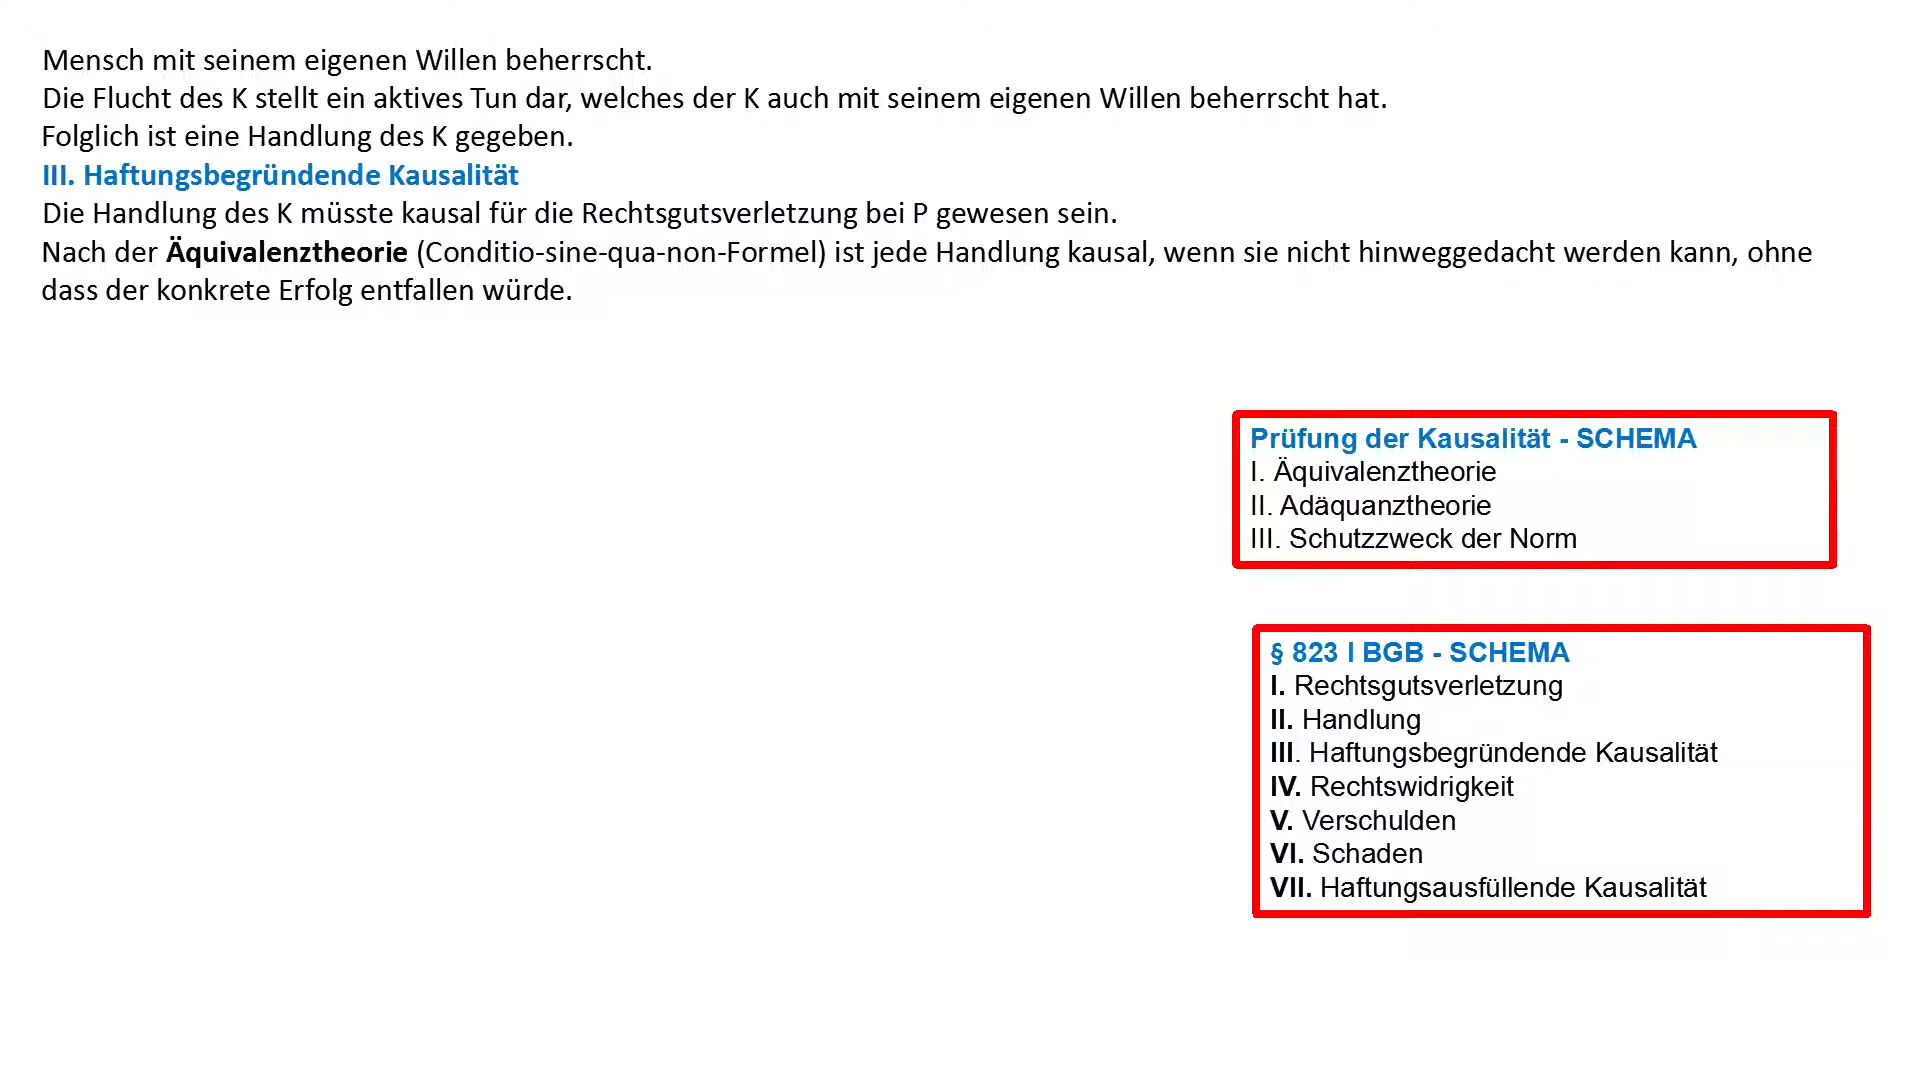 Mensch mit seinem eigenen Willen beherrscht.
Die Flucht des K stellt ein aktives Tun dar, welches der K auch mit seinem eigenen Willen beherrscht hat.
Folglich ist eine Handlung des K gegeben.
III. Haftungsbegründende Kausalität
Die Handlung des K müsste kausal für die Rechtsgutsverletzung bei P gewesen sein.
Nach der Äquivalenztheorie (Conditio-sine-qua-non-Formel) ist jede Handlung kausal, wenn sie nicht hinweggedacht werden kann, ohne
dass der konkrete Erfolg entfallen würde.
Prüfung der Kausalität - SCHEMA
I. Äquivalenztheorie
II. Adäquanztheorie
III. Schutzzweck der Norm
§ 823 I BGB - SCHEMA
I. Rechtsgutsverletzung
II. Handlung
III. Haftungsbegründende Kausalität
IV. Rechtswidrigkeit
V. Verschulden
VI. Schaden
VII. Haftungsausfüllende Kausalität